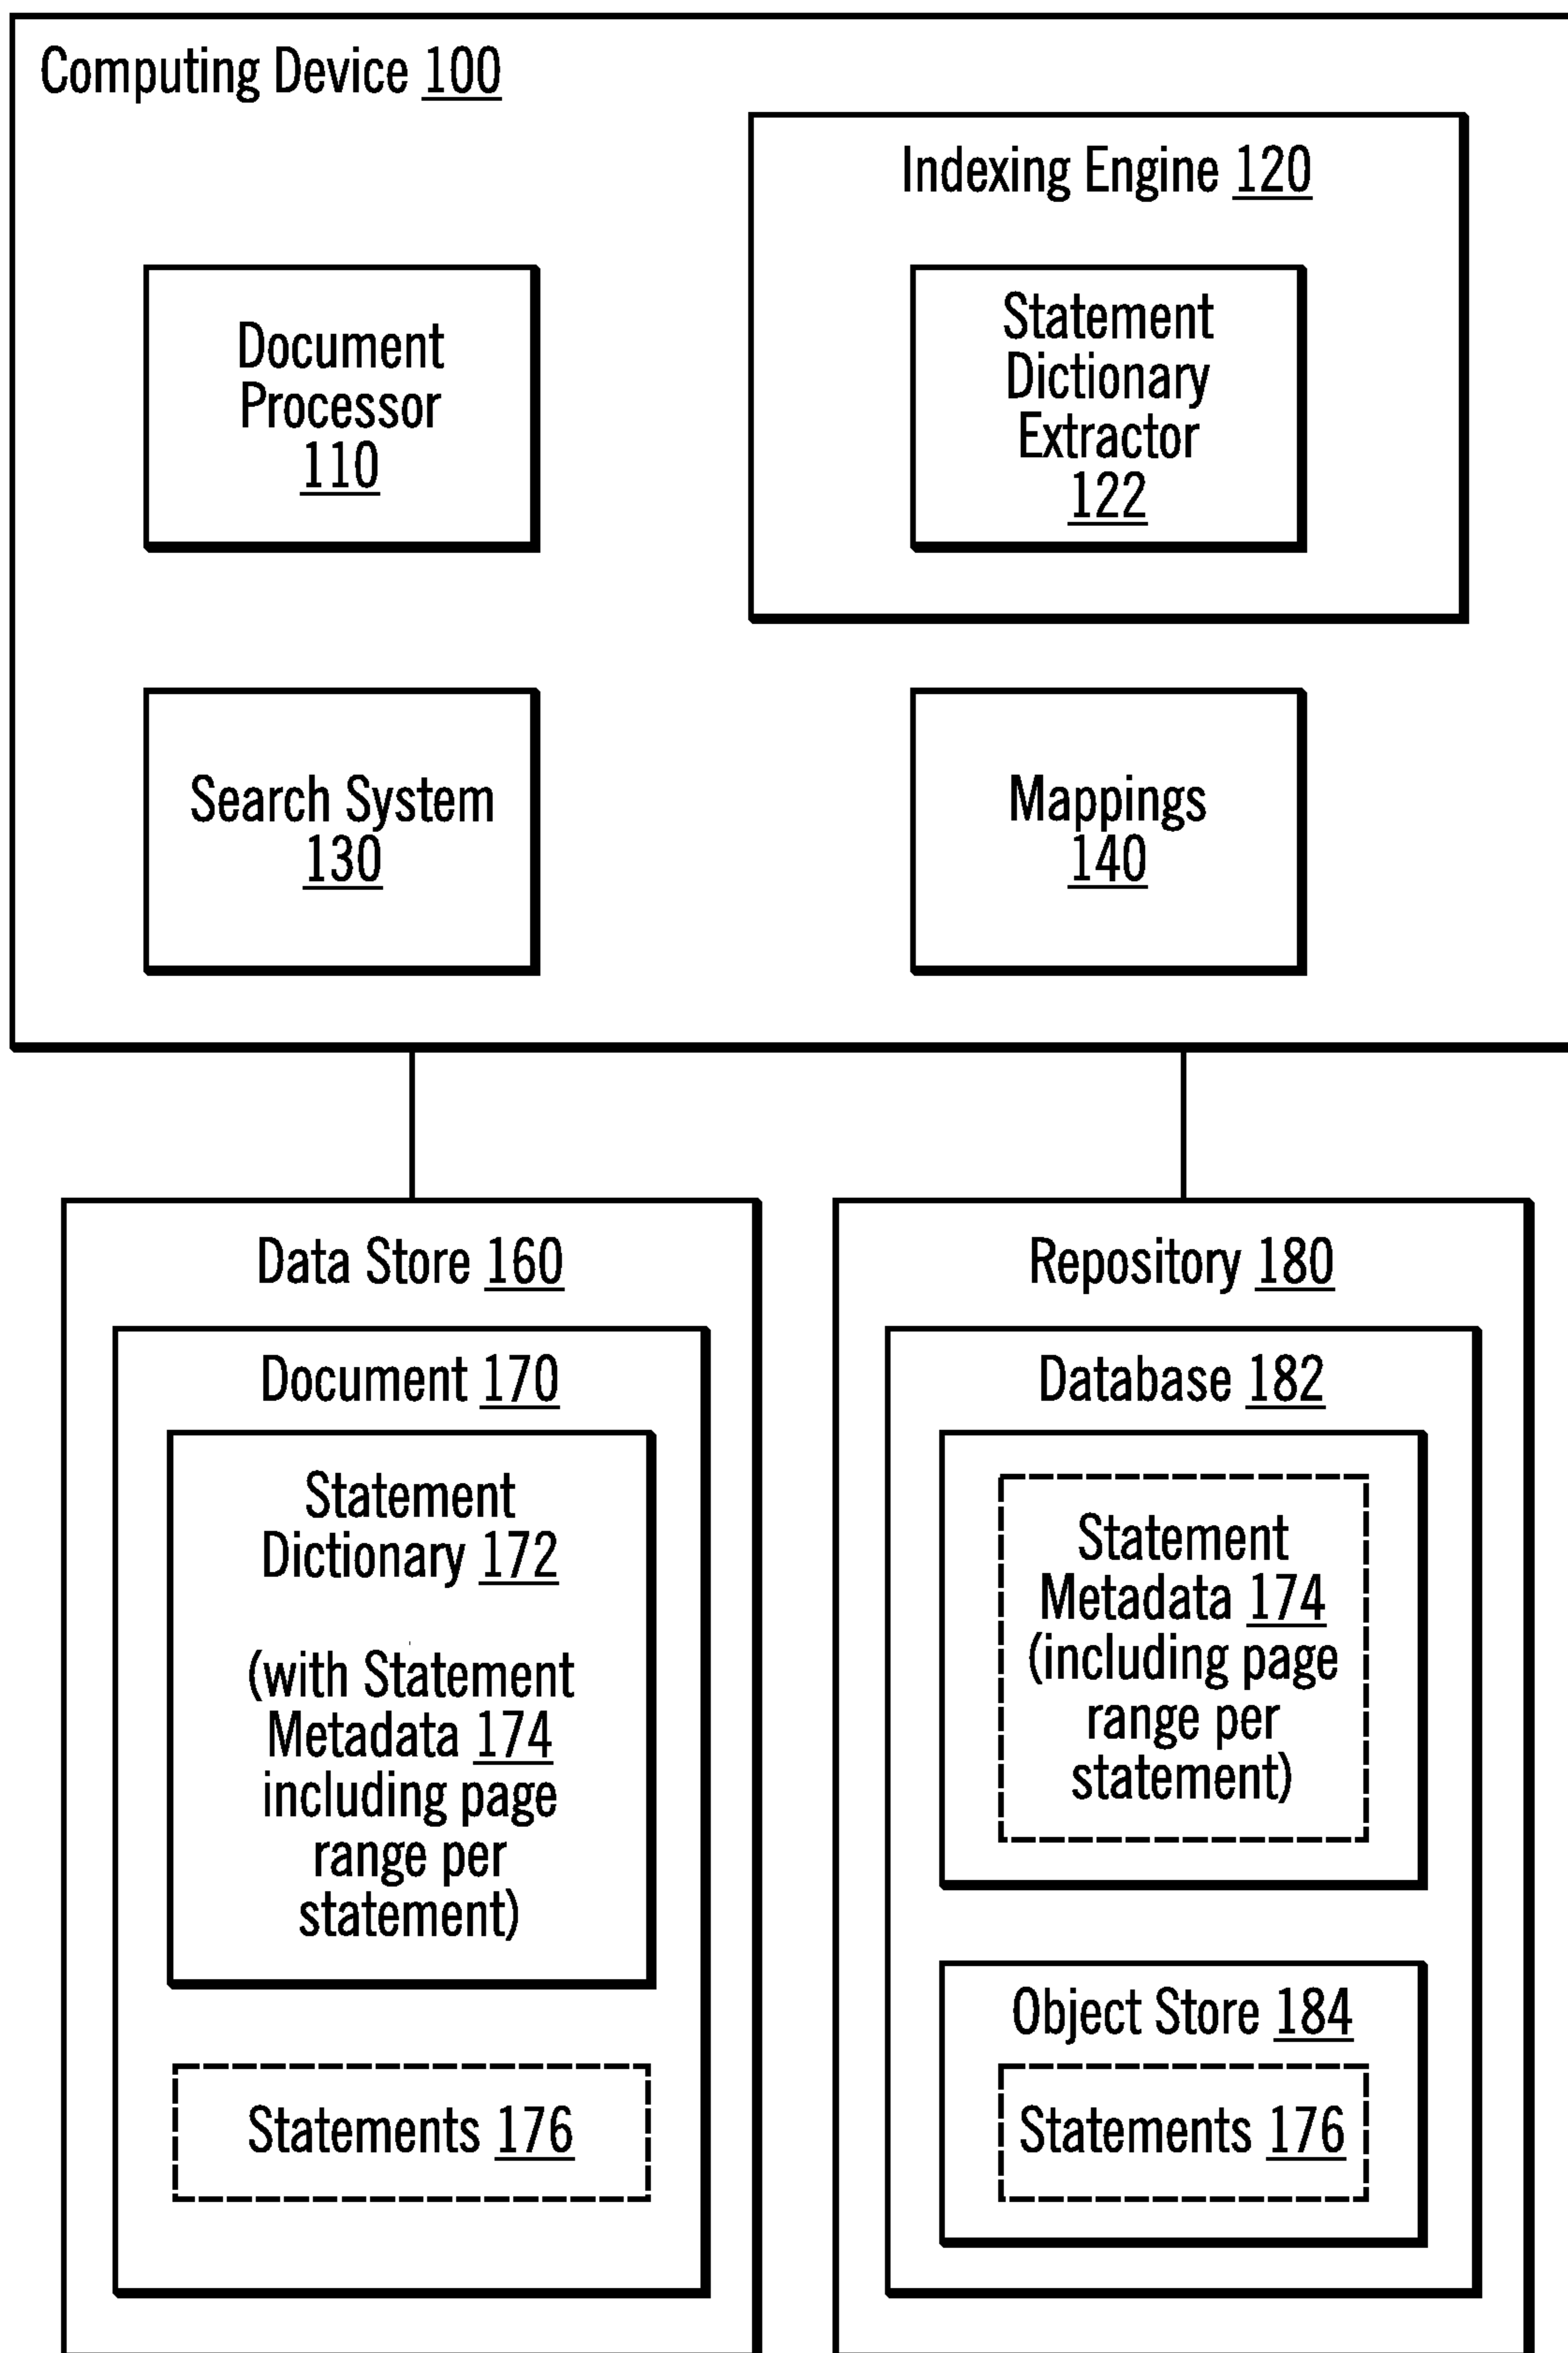 Computing Device 100
Indexing Engine 120
Document
Processor
110
Statement
Dictionary
Extractor
122
Search System
130
Mappings
140
Data Store 160
Document 170
Statement
Dictionary 172
(with Statement
Metadata 174
including page
range per
statement)
Statements 176
Repository 180
Database 182
Statement
Metadata 174
(including page
range per
statement)
Object Store 184
Statements 176